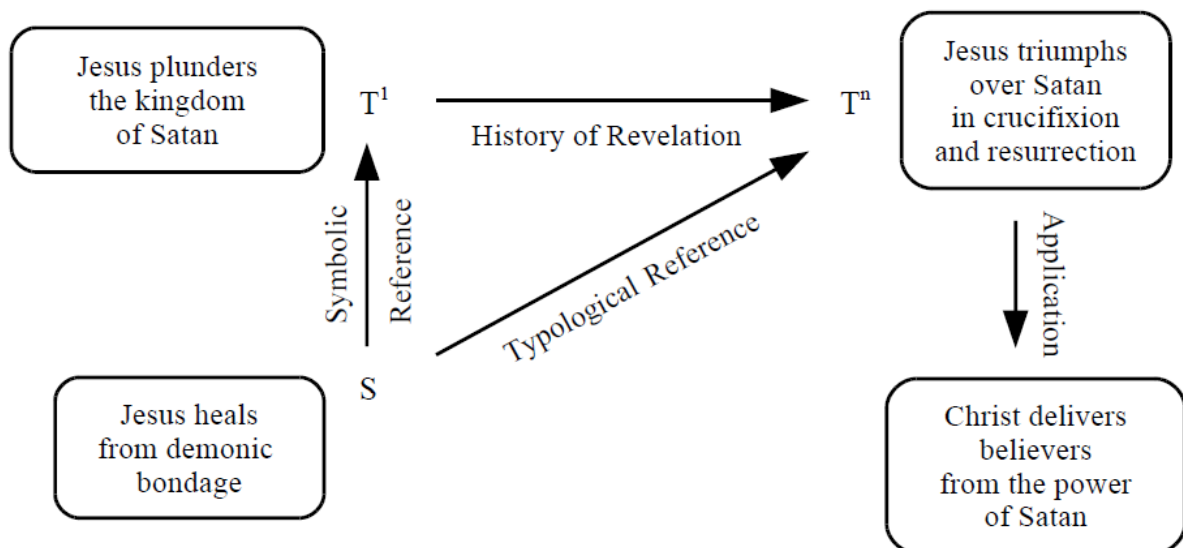 Jesus plunders
the kingdom
of Satan
T¹
History of Revelation
Tⁿ
Jesus triumphs
over Satan
in crucifixion
and resurrection
Symbolic
Reference
Typological Reference
Application
S
Jesus heals
from demonic
bondage
Christ delivers
believers
from the power
of Satan